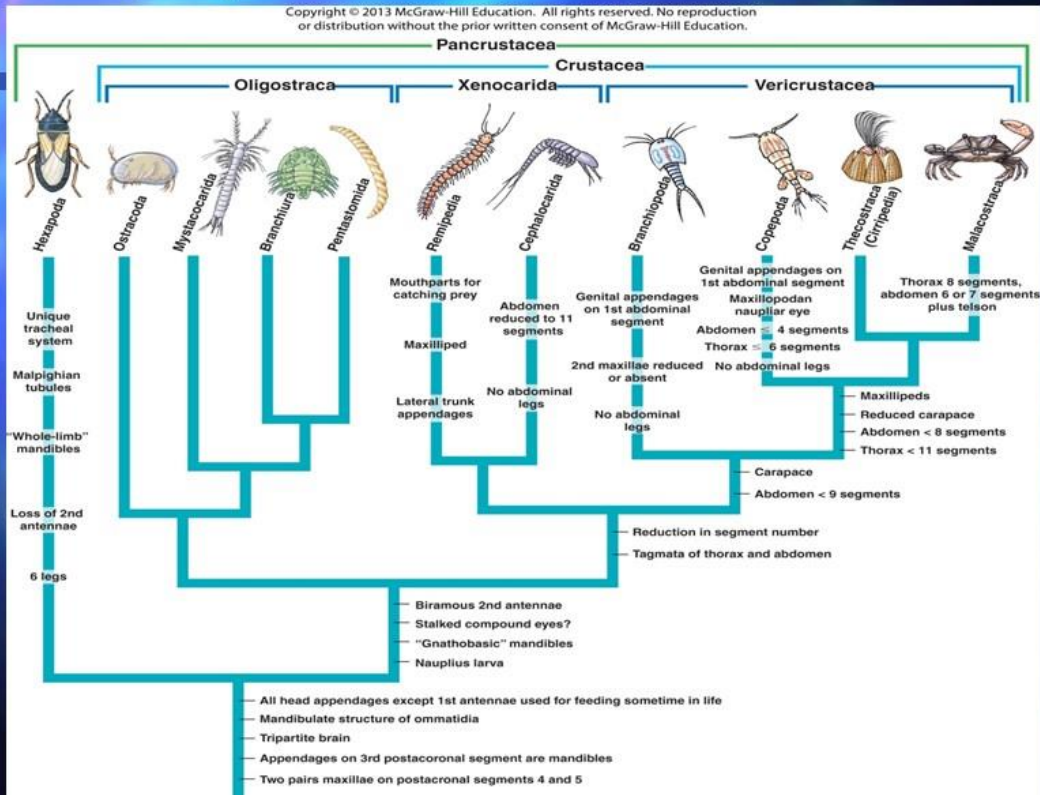 Copyright © 2013 McGraw-Hill Education. All rights reserved. No reproduction
or distribution without the prior written consent of McGraw-Hill Education.
Pancrustacea
Crustacea
Oligostraca
Xenocarida
Vericrustacea
Hexapoda
Ostracoda
Mystacocarida
Branchiura
Pentastomida
Remipedia
Cephalocarida
Branchiopoda
Copepoda
Thecostraca
(Cirripedia)
Malacostraca
Unique
tracheal
system
Malpighian
tubules
"Whole-limb"
mandibles
Loss of 2nd
antennae
6 legs
Mouthparts for
catching prey
Maxilliped
Lateral trunk
appendages
Abdomen
reduced to 11
segments
No abdominal
legs
Genital appendages
on 1st abdominal
segment
2nd maxillae reduced
or absent
No abdominal
legs
Genital appendages on
1st abdominal segment
Maxillopodan
naupliar eye
Abdomen ≤ 4 segments
Thorax ≤ 6 segments
No abdominal legs
Thorax 8 segments,
abdomen 6 or 7 segments
plus telson
Maxillipeds
Reduced carapace
Abdomen < 8 segments
Thorax < 11 segments
Carapace
Abdomen < 9 segments
Reduction in segment number
Tagmata of thorax and abdomen
Biramous 2nd antennae
Stalked compound eyes?
"Gnathobasic" mandibles
Nauplius larva
All head appendages except 1st antennae used for feeding sometime in life
Mandibulate structure of ommatidia
Tripartite brain
Appendages on 3rd postacoronal segment are mandibles
Two pairs maxillae on postacronal segments 4 and 5